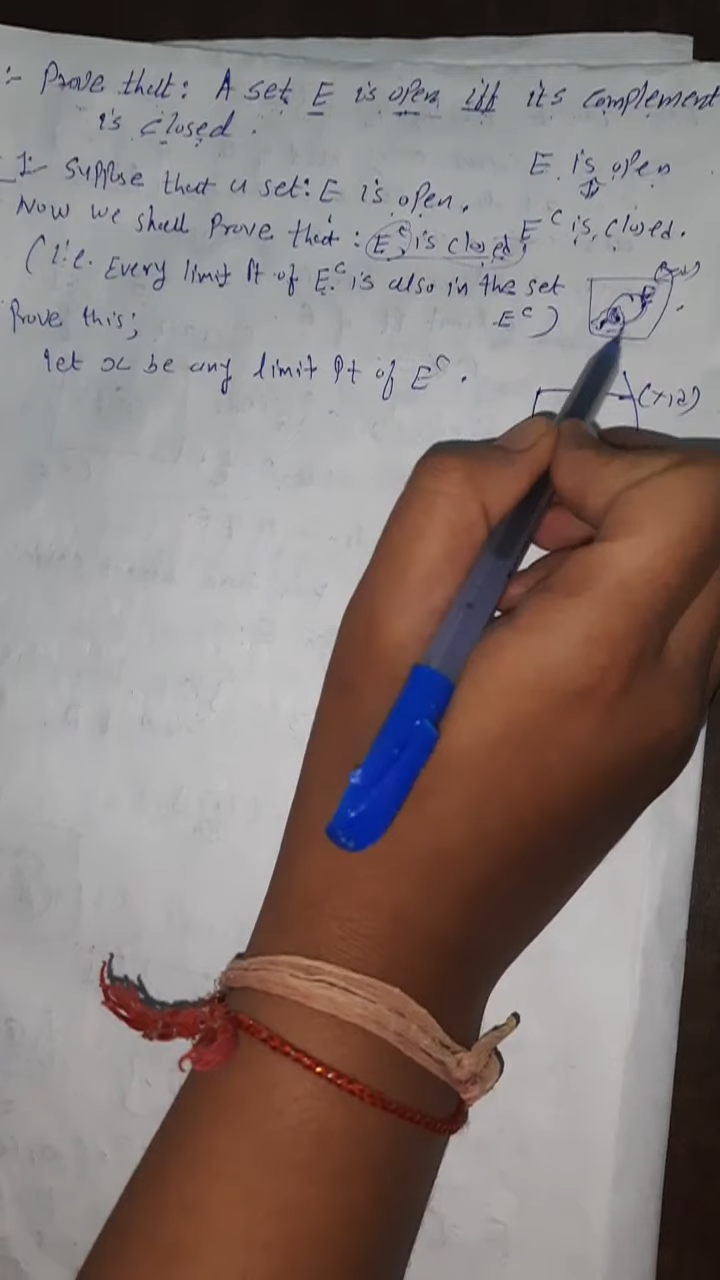 :- Prove that: A set E is open iff its complement
is closed.
E is open
⇕
E^C is closed.
I- Suppose that a set: E is open.
Now we shall Prove that: E^C is closed,
(i.e. Every limit Pt of E^C is also in the set
E^C)
Prove this;
let x be any limit Pt of E^C.
(X,d)